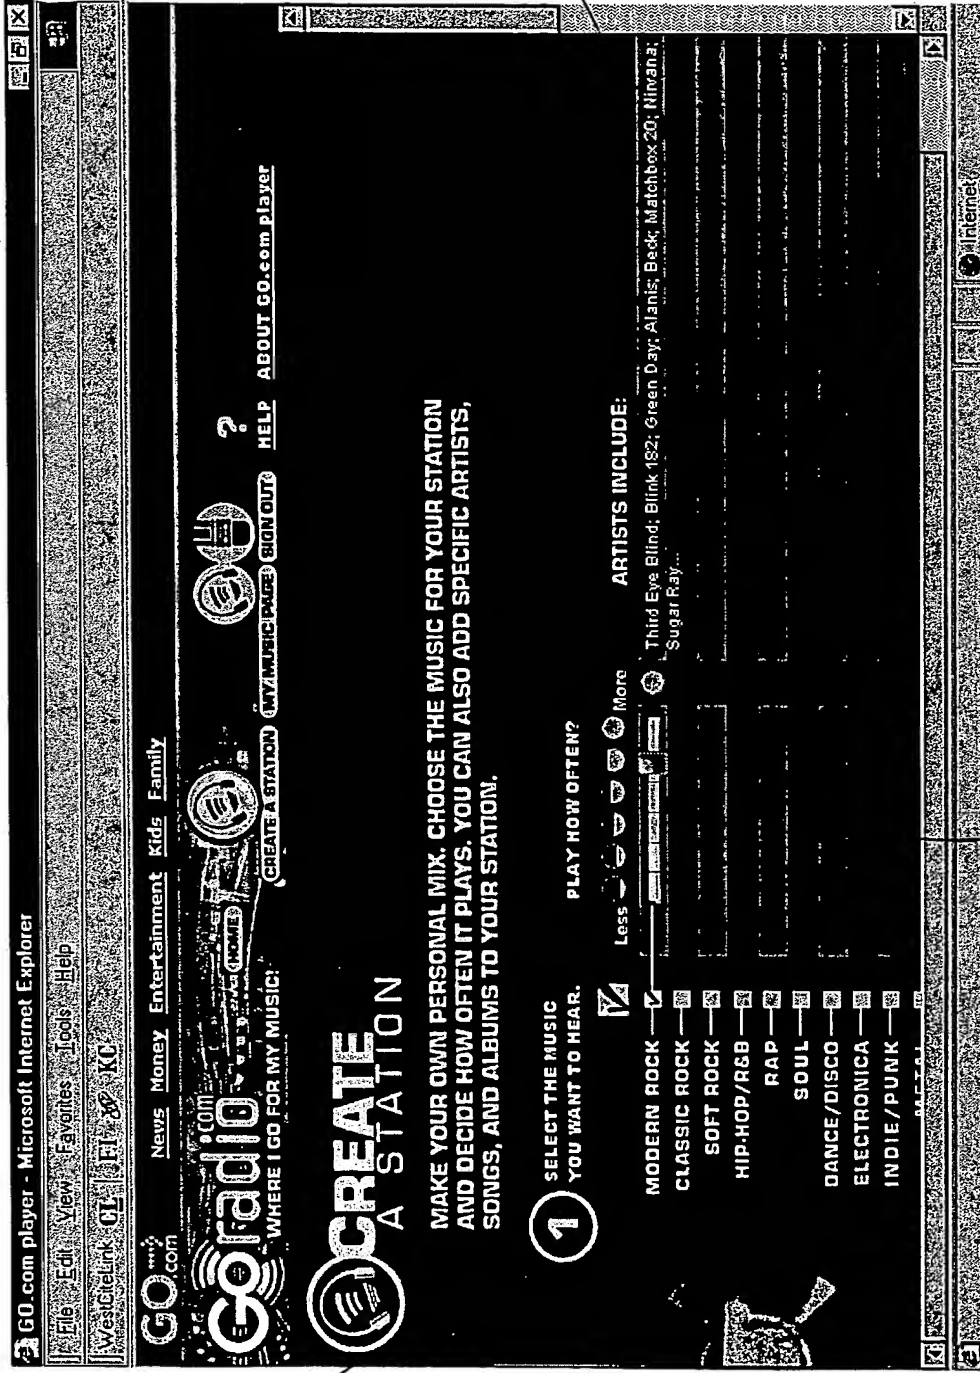 GO.com player - Microsoft Internet Explorer
File Edit View Favorites Tools Help
WestCiteLink CL FI KC
GO.com
News Money Entertainment Kids Family
GO radio.com
WHERE I GO FOR MY MUSIC!
HOME
CREATE A STATION
MY MUSIC PAGE
SIGN OUT
?
HELP
ABOUT GO.com player
CREATE
A STATION
MAKE YOUR OWN PERSONAL MIX. CHOOSE THE MUSIC FOR YOUR STATION
AND DECIDE HOW OFTEN IT PLAYS. YOU CAN ALSO ADD SPECIFIC ARTISTS,
SONGS, AND ALBUMS TO YOUR STATION.
1
SELECT THE MUSIC
YOU WANT TO HEAR.
PLAY HOW OFTEN?
ARTISTS INCLUDE:
Less
More
MODERN ROCK
Third Eye Blind; Blink 182; Green Day; Alanis; Beck; Matchbox 20; Nirvana;
Sugar Ray...
CLASSIC ROCK
SOFT ROCK
HIP-HOP/R&B
RAP
SOUL
DANCE/DISCO
ELECTRONICA
INDIE/PUNK
METAL
Internet